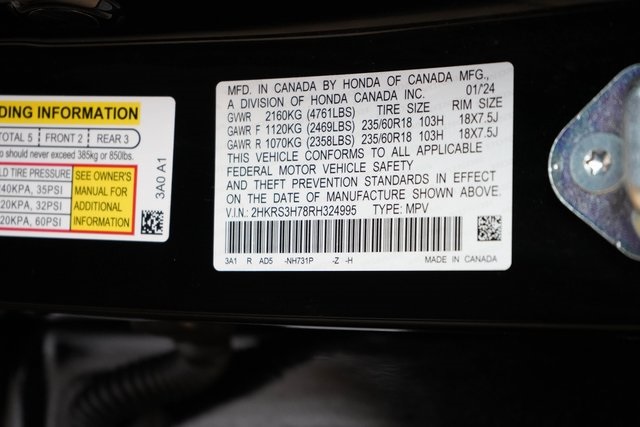 DING INFORMATION
OTAL 5 FRONT 2 REAR 3
o should never exceed 385kg or 850lbs.
LD TIRE PRESSURE
240KPA, 35PSI
220KPA, 32PSI
420KPA, 60PSI
SEE OWNER'S
MANUAL FOR
ADDITIONAL
INFORMATION
3A0 A1
MFD. IN CANADA BY HONDA OF CANADA MFG.,
A DIVISION OF HONDA CANADA INC. 01/'24
GVWR 2160KG (4761LBS) TIRE SIZE RIM SIZE
GAWR F 1120KG (2469LBS) 235/60R18 103H 18X7.5J
GAWR R 1070KG (2358LBS) 235/60R18 103H 18X7.5J
THIS VEHICLE CONFORMS TO ALL APPLICABLE
FEDERAL MOTOR VEHICLE SAFETY
AND THEFT PREVENTION STANDARDS IN EFFECT
ON THE DATE OF MANUFACTURE SHOWN ABOVE.
V.I.N.: 2HKRS3H78RH324995 TYPE: MPV
3A1 R AD5 -NH731P -Z -H MADE IN CANADA